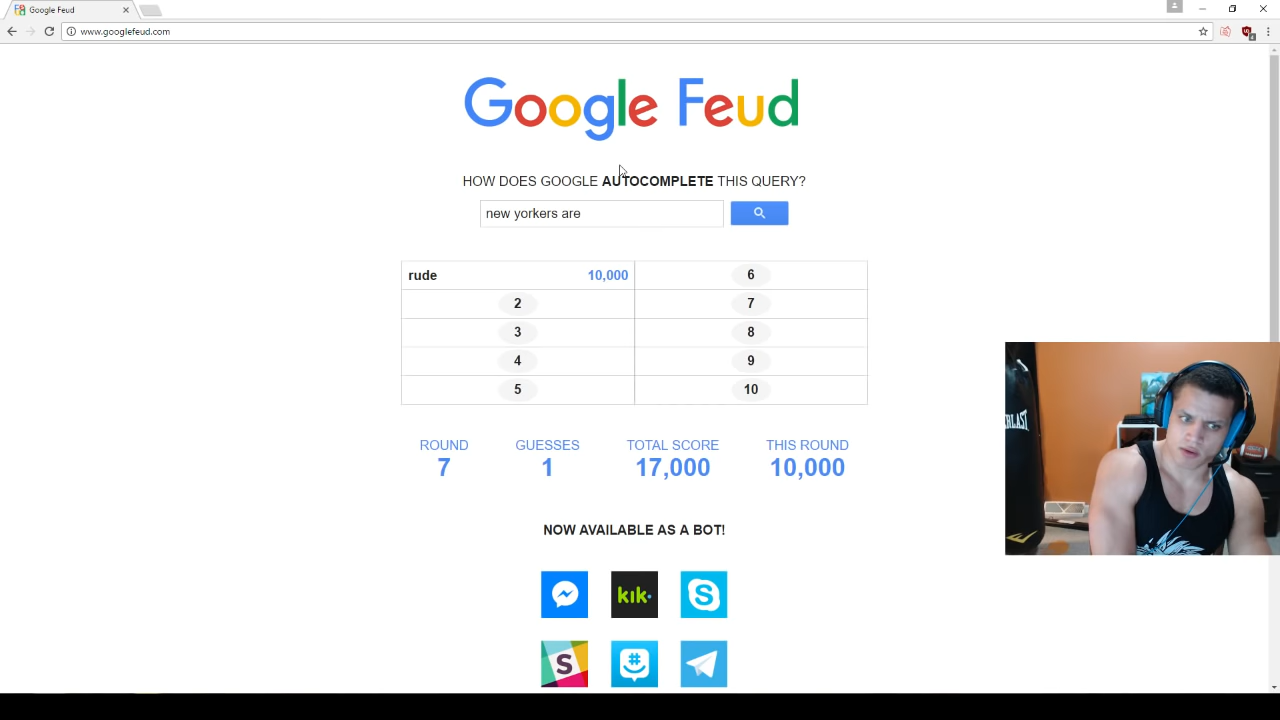 Google Feud
www.googlefeud.com
Google Feud
HOW DOES GOOGLE AUTOCOMPLETE THIS QUERY?
new yorkers are
rude 10,000 6
2 7
3 8
4 9
5 10
ROUND GUESSES TOTAL SCORE THIS ROUND
7 1 17,000 10,000
NOW AVAILABLE AS A BOT!
kik
S
S
#